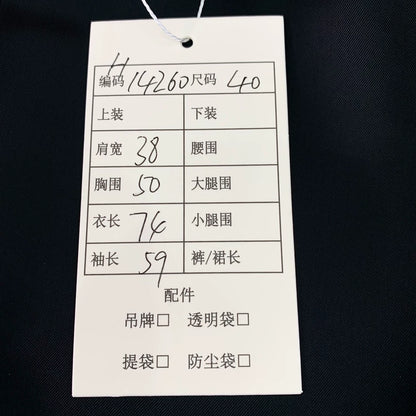 H
编码 14260 尺码 40
上装 下装
肩宽 38 腰围
胸围 50 大腿围
衣长 74 小腿围
袖长 59 裤/裙长
配件
吊牌□ 透明袋□
提袋□ 防尘袋□